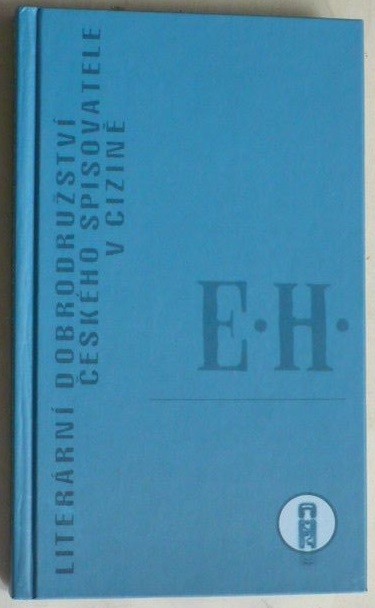 LITERÁRNÍ DOBRODRUŽSTVÍ
ČESKÉHO SPISOVATELE
V CIZINĚ
E·H·